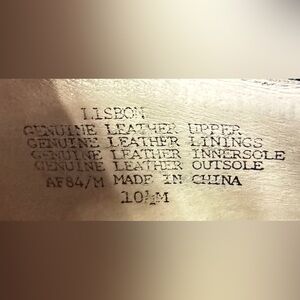 LISBON
GENUINE LEATHER UPPER
GENUINE LEATHER LININGS
GENUINE LEATHER INNERSOLE
GENUINE LEATHER OUTSOLE
AF84/M MADE IN CHINA
10½M